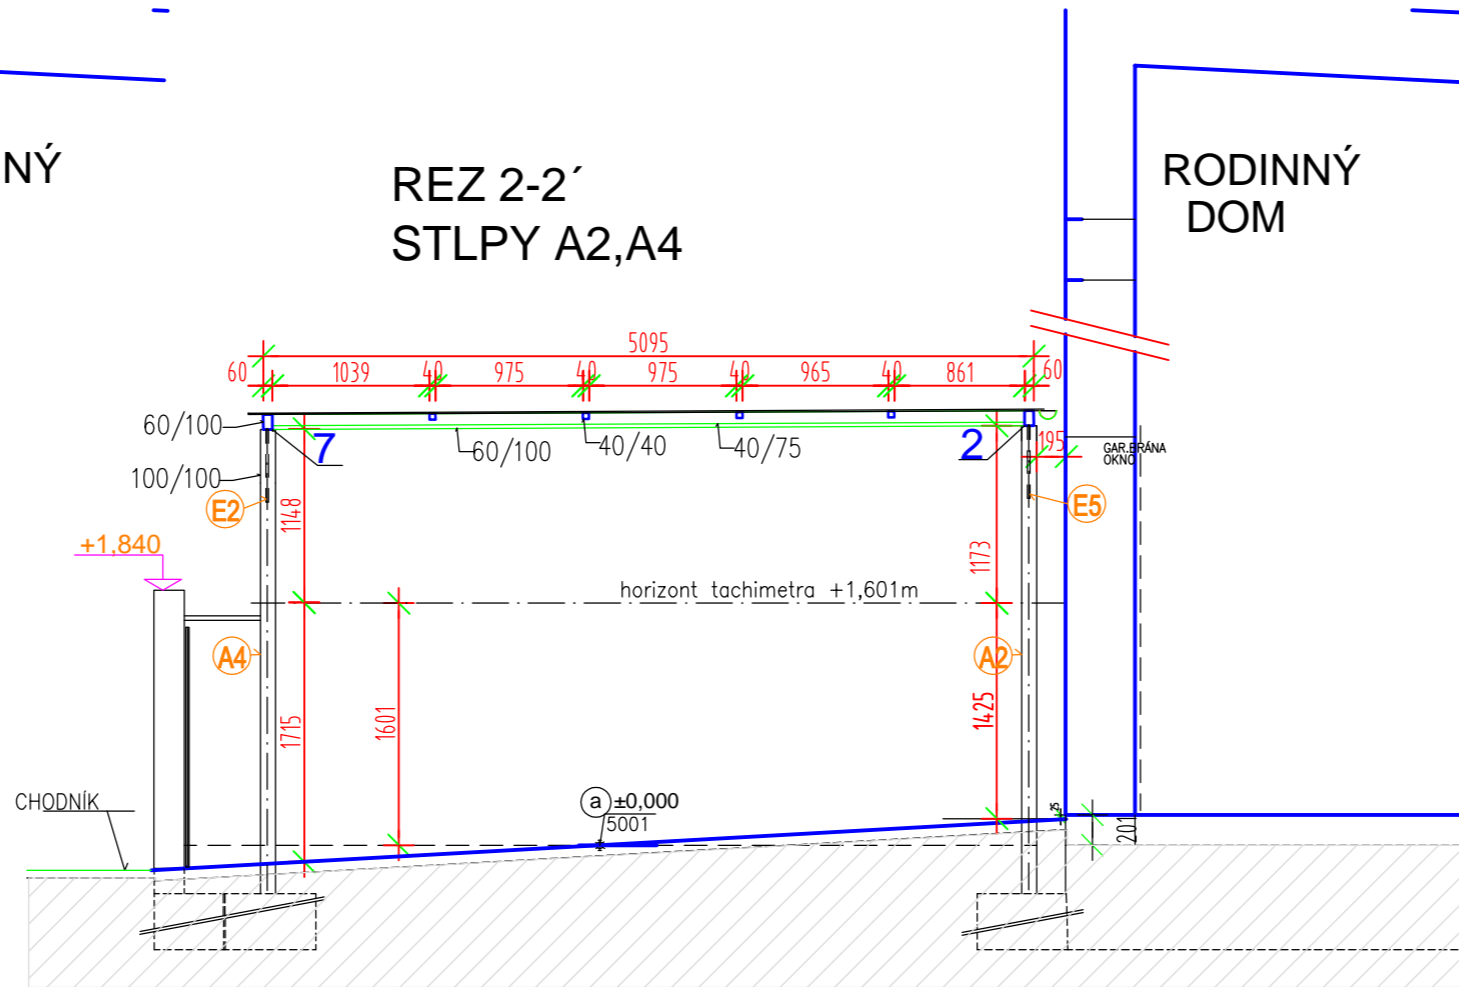 NÝ
REZ 2-2´
STLPY A2,A4
RODINNÝ
DOM
5095
60 1039 40 975 40 975 40 965 40 861 60
60/100
7
60/100
40/40
40/75
2
195
GAR.BRÁNA
OKNO
100/100
E2
1148
E5
+1,840
1173
horizont tachimetra +1,601m
A4
A2
1715
1601
1425
CHODNÍK
a ±0,000
5001
201